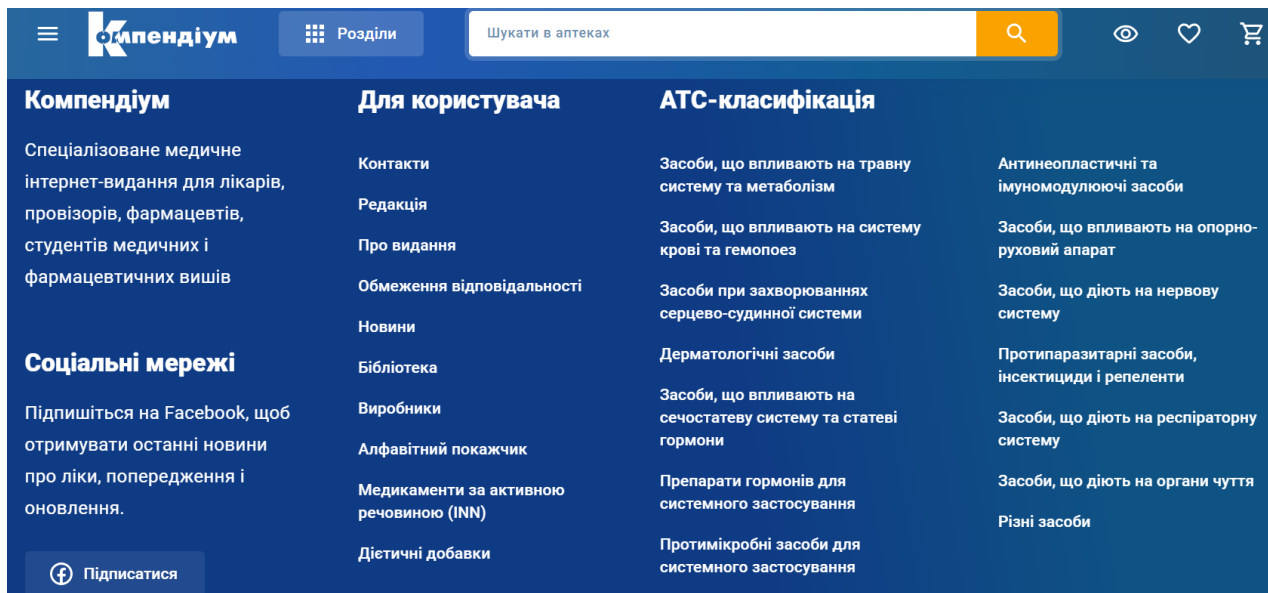 Компендіум
Розділи
Шукати в аптеках
Компендіум
Спеціалізоване медичне
інтернет-видання для лікарів,
провізорів, фармацевтів,
студентів медичних і
фармацевтичних вишів
Соціальні мережі
Підпишіться на Facebook, щоб
отримувати останні новини
про ліки, попередження і
оновлення.
Підписатися
Для користувача
Контакти
Редакція
Про видання
Обмеження відповідальності
Новини
Бібліотека
Виробники
Алфавітний покажчик
Медикаменти за активною
речовиною (INN)
Дієтичні добавки
АТС-класифікація
Засоби, що впливають на травну
систему та метаболізм
Засоби, що впливають на систему
крові та гемопоез
Засоби при захворюваннях
серцево-судинної системи
Дерматологічні засоби
Засоби, що впливають на
сечостатеву систему та статеві
гормони
Препарати гормонів для
системного застосування
Протимікробні засоби для
системного застосування
Антинеопластичні та
імуномодулюючі засоби
Засоби, що впливають на опорно-
руховий апарат
Засоби, що діють на нервову
систему
Протипаразитарні засоби,
інсектициди і репеленти
Засоби, що діють на респіраторну
систему
Засоби, що діють на органи чуття
Різні засоби